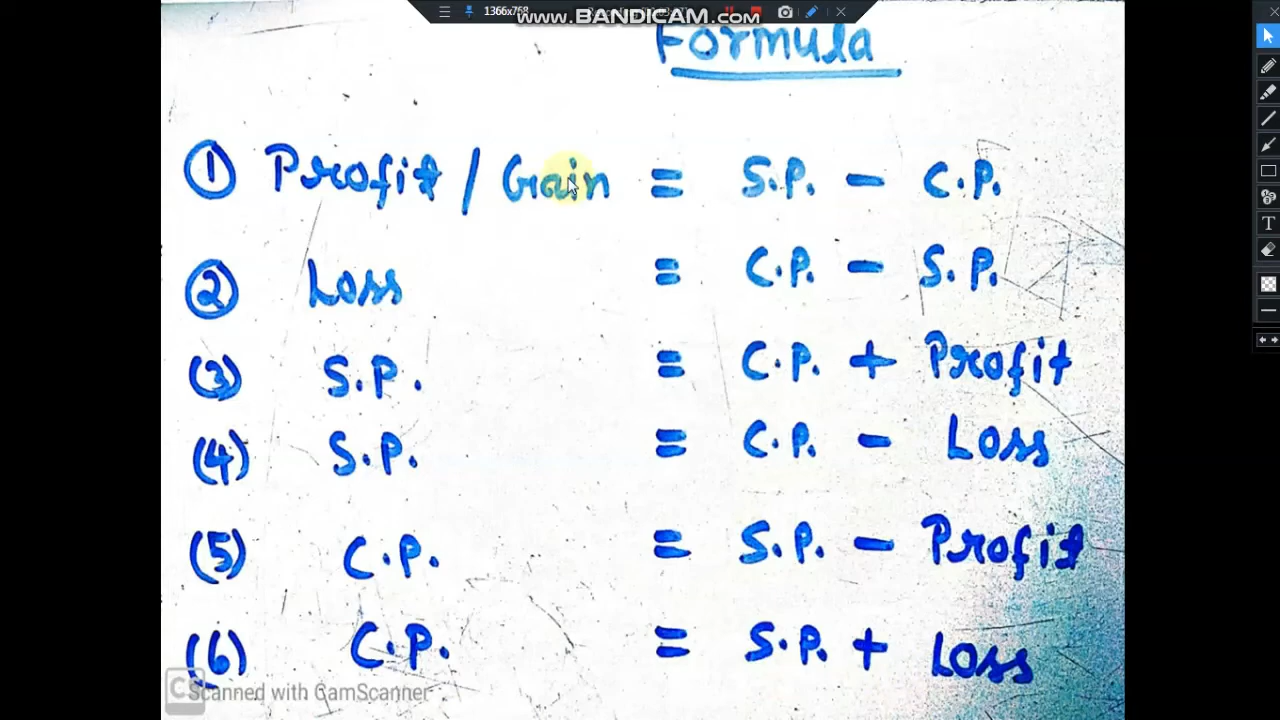 1366x768
www.BANDICAM.com
Formula
① Profit / Gain = S.P. - C.P.
② Loss = C.P. - S.P.
(3) S.P. = C.P. + Profit
(4) S.P. = C.P. - Loss
(5) C.P. = S.P. - Profit
(6) C.P. = S.P. + Loss
CS Scanned with CamScanner